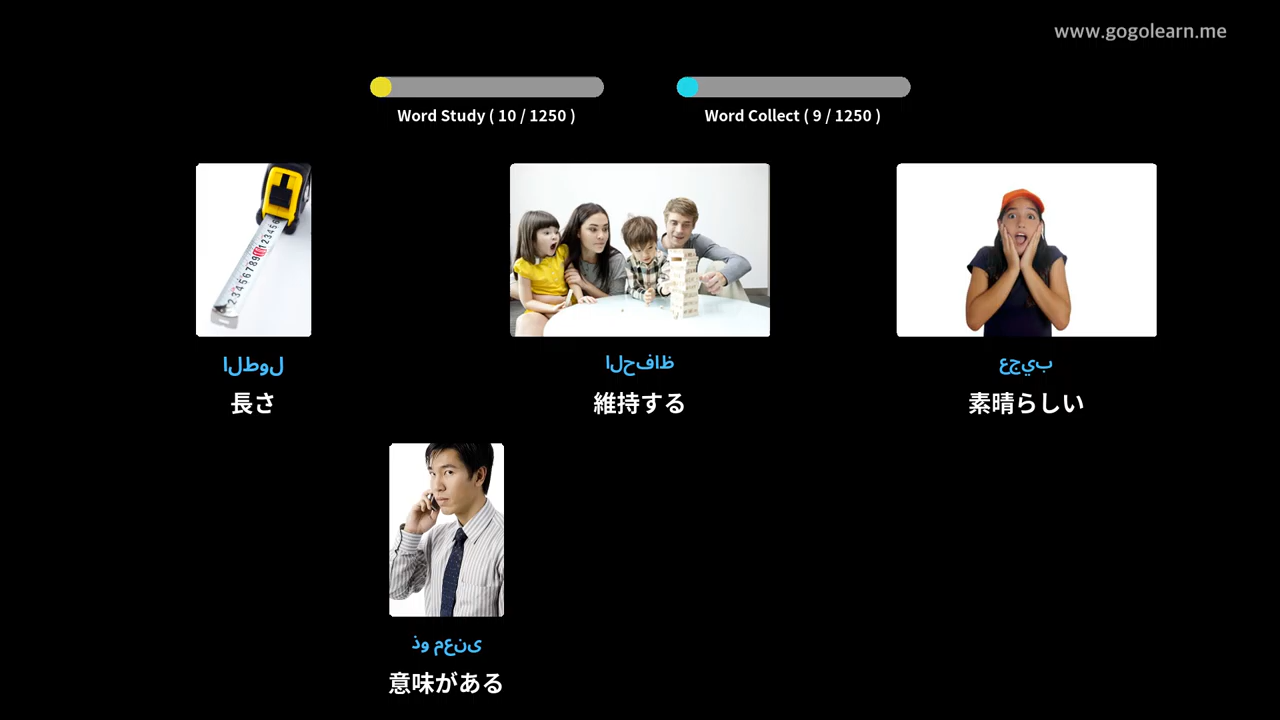 www.gogolearn.me
Word Study ( 10 / 1250 )
Word Collect ( 9 / 1250 )
الطول
長さ
الحفاظ
維持する
عجيب
素晴らしい
ذو معنى
意味がある